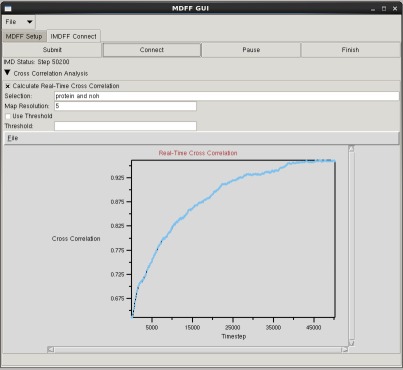 MDFF GUI
File
MDFF Setup IMDFF Connect
Submit Connect Pause Finish
IMD Status: Step 50200
Cross Correlation Analysis
Calculate Real-Time Cross Correlation
Selection: protein and noh
Map Resolution: 5
Use Threshold
Threshold:
File
Real-Time Cross Correlation
0.925
0.875
0.825
Cross Correlation
0.775
0.725
0.675
5000 15000 25000 35000 45000
Timestep